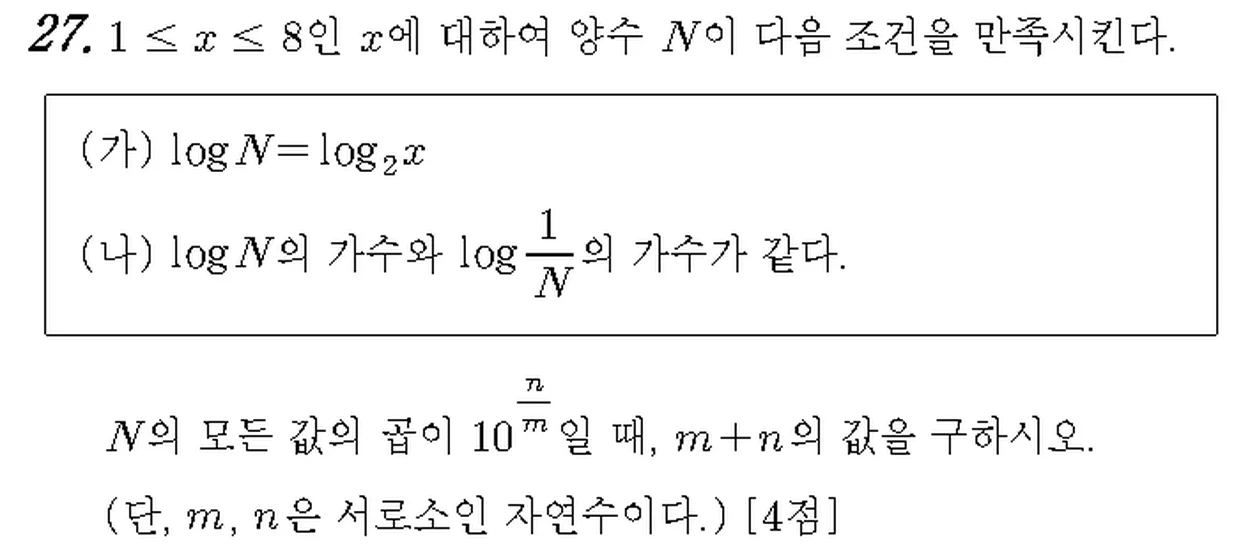 27. 1 ≤ x ≤ 8인 x에 대하여 양수 N이 다음 조건을 만족시킨다.
(가) log N = log₂ x
(나) log N의 가수와 log 1/N의 가수가 같다.
N의 모든 값의 곱이 10^(n/m)일 때, m+n의 값을 구하시오.
(단, m, n은 서로소인 자연수이다.) [4점]